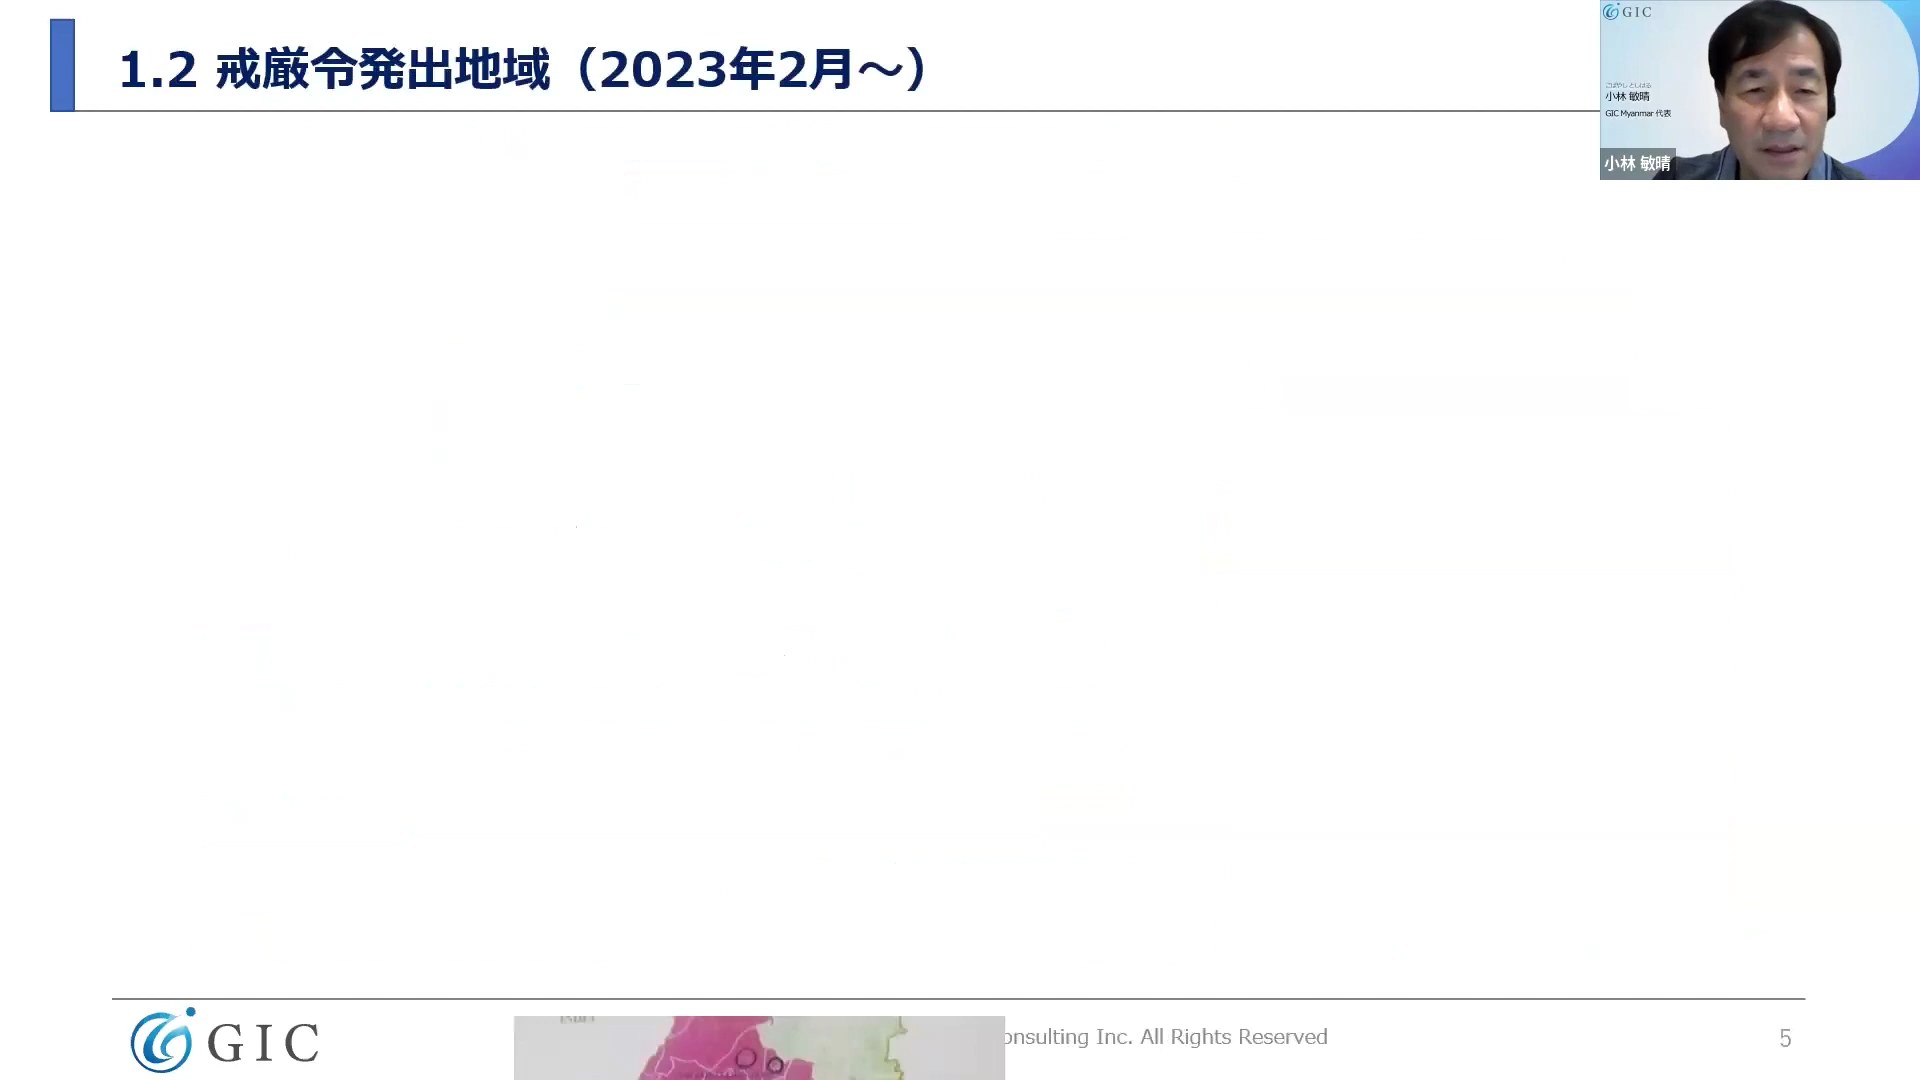 1.2 戒厳令発出地域（2023年2月～）
GIC
小林 敏晴
GIC Myanmar 代表
小林 敏晴
GIC
onsulting Inc. All Rights Reserved
5